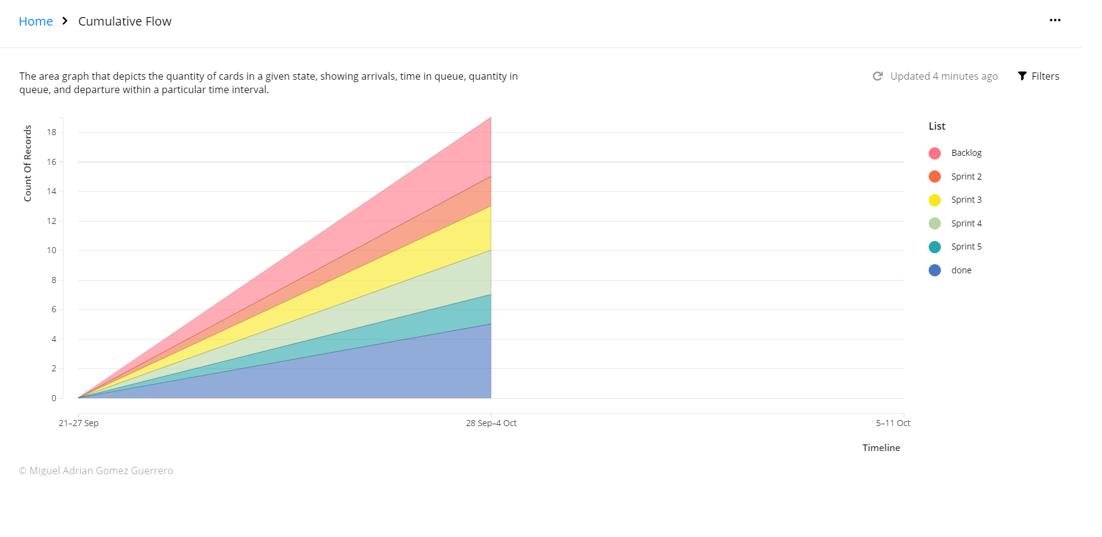 Home > Cumulative Flow
...
The area graph that depicts the quantity of cards in a given state, showing arrivals, time in queue, quantity in
queue, and departure within a particular time interval.
Updated 4 minutes ago
Filters
Count Of Records
18
16
14
12
10
8
6
4
2
0
21–27 Sep
28 Sep–4 Oct
5–11 Oct
Timeline
List
Backlog
Sprint 2
Sprint 3
Sprint 4
Sprint 5
done
© Miguel Adrian Gomez Guerrero